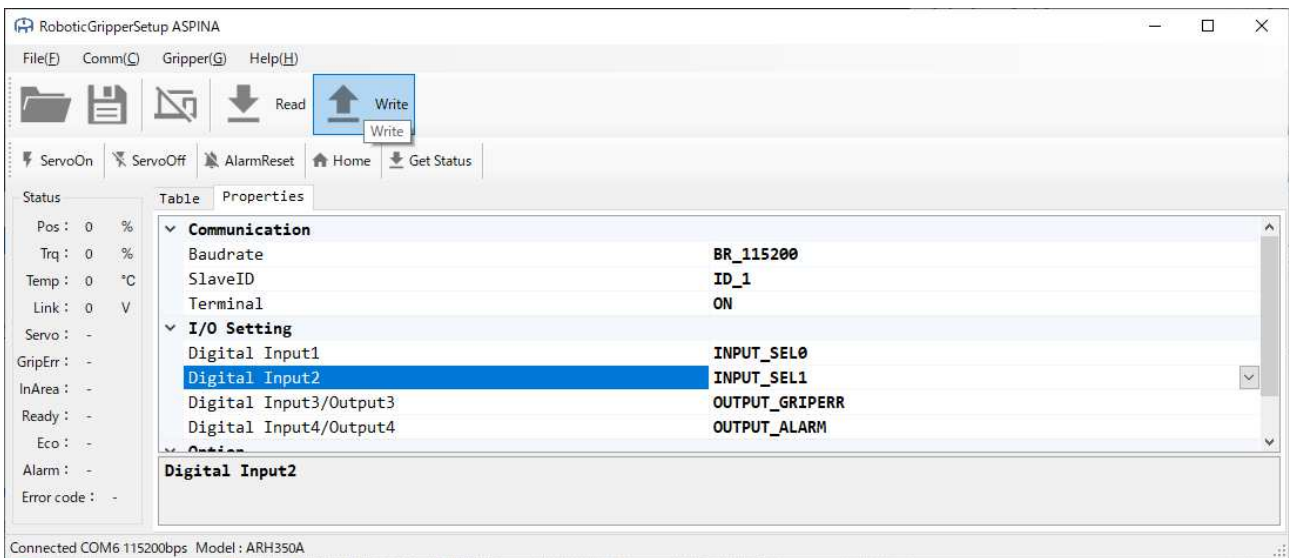 RoboticGripperSetup ASPINA
File(F) Comm(C) Gripper(G) Help(H)
Read Write
Write
ServoOn ServoOff AlarmReset Home Get Status
Status
Pos : 0 %
Trq : 0 %
Temp : 0 °C
Link : 0 V
Servo : -
GripErr : -
InArea : -
Ready : -
Eco : -
Alarm : -
Error code : -
Table Properties
Communication
Baudrate BR_115200
SlaveID ID_1
Terminal ON
I/O Setting
Digital Input1 INPUT_SEL0
Digital Input2 INPUT_SEL1
Digital Input3/Output3 OUTPUT_GRIPERR
Digital Input4/Output4 OUTPUT_ALARM
Option
Digital Input2
Connected COM6 115200bps Model : ARH350A